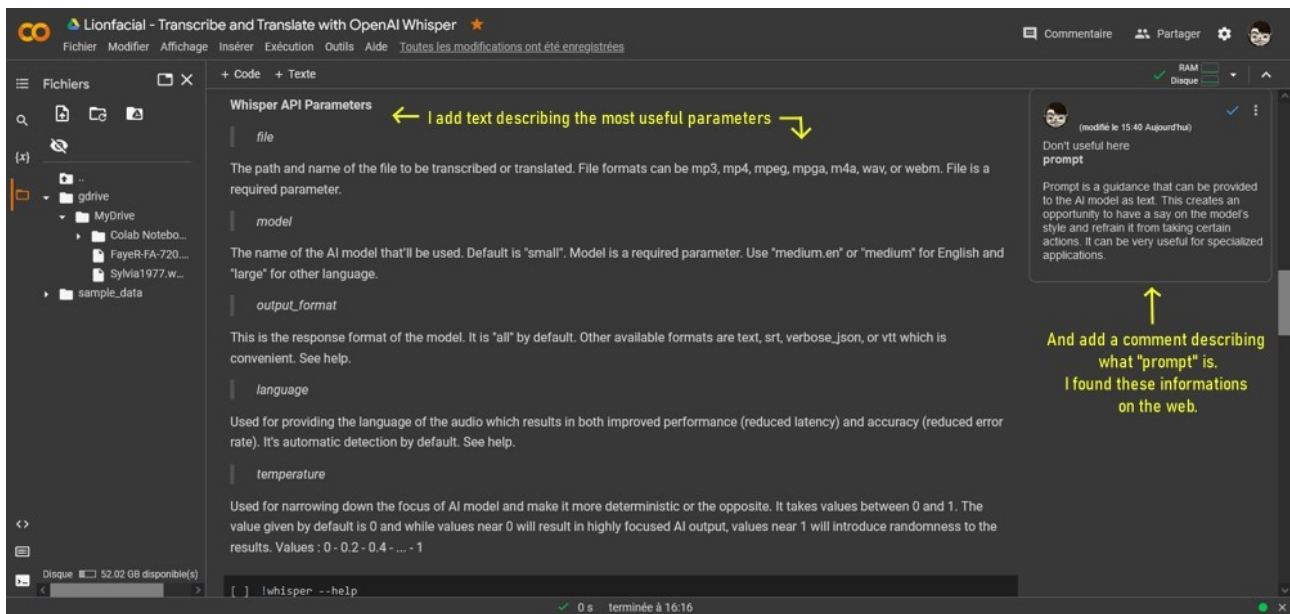 Lionfacial - Transcribe and Translate with OpenAI Whisper
Fichier Modifier Affichage Insérer Exécution Outils Aide Toutes les modifications ont été enregistrées
Commentaire Partager
Fichiers
+ Code + Texte
RAM
Disque
{x}
..
gdrive
MyDrive
Colab Notebo...
FayeR-FA-720....
Sylvia1977.w...
sample_data
Disque 52.02 GB disponible(s)
Whisper API Parameters
I add text describing the most useful parameters
file
The path and name of the file to be transcribed or translated. File formats can be mp3, mp4, mpeg, mpga, m4a, wav, or webm. File is a
required parameter.
model
The name of the AI model that'll be used. Default is "small". Model is a required parameter. Use "medium.en" or "medium" for English and
"large" for other language.
output_format
This is the response format of the model. It is "all" by default. Other available formats are text, srt, verbose_json, or vtt which is
convenient. See help.
language
Used for providing the language of the audio which results in both improved performance (reduced latency) and accuracy (reduced error
rate). It's automatic detection by default. See help.
temperature
Used for narrowing down the focus of AI model and make it more deterministic or the opposite. It takes values between 0 and 1. The
value given by default is 0 and while values near 0 will result in highly focused AI output, values near 1 will introduce randomness to the
results. Values : 0 - 0.2 - 0.4 - ... - 1
[ ] !whisper --help
(modifié le 15:40 Aujourd'hui)
Don't useful here
prompt
Prompt is a guidance that can be provided
to the AI model as text. This creates an
opportunity to have a say on the model's
style and refrain it from taking certain
actions. It can be very useful for specialized
applications.
And add a comment describing
what "prompt" is.
I found these informations
on the web.
0 s terminée à 16:16